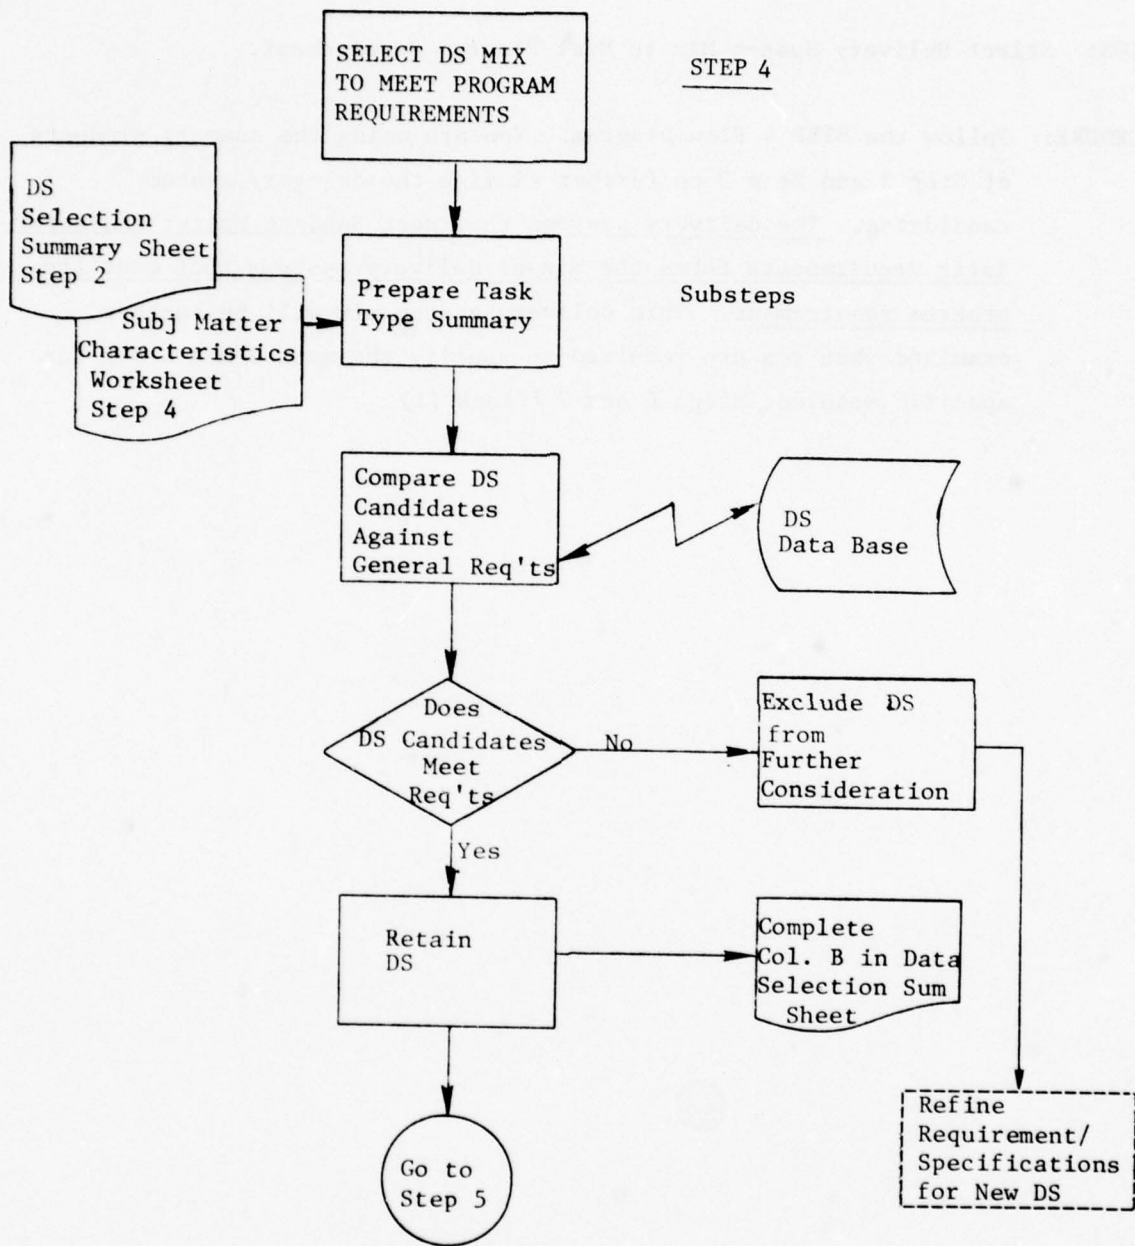 SELECT DS MIX
TO MEET PROGRAM
REQUIREMENTS
STEP 4
DS
Selection
Summary Sheet
Step 2
Subj Matter
Characteristics
Worksheet
Step 4
Prepare Task
Type Summary
Substeps
Compare DS
Candidates
Against
General Req'ts
DS
Data Base
Does
DS Candidates
Meet
Req'ts
No
Exclude DS
from
Further
Consideration
Yes
Retain
DS
Complete
Col. B in Data
Selection Sum
Sheet
Go to
Step 5
Refine
Requirement/
Specifications
for New DS